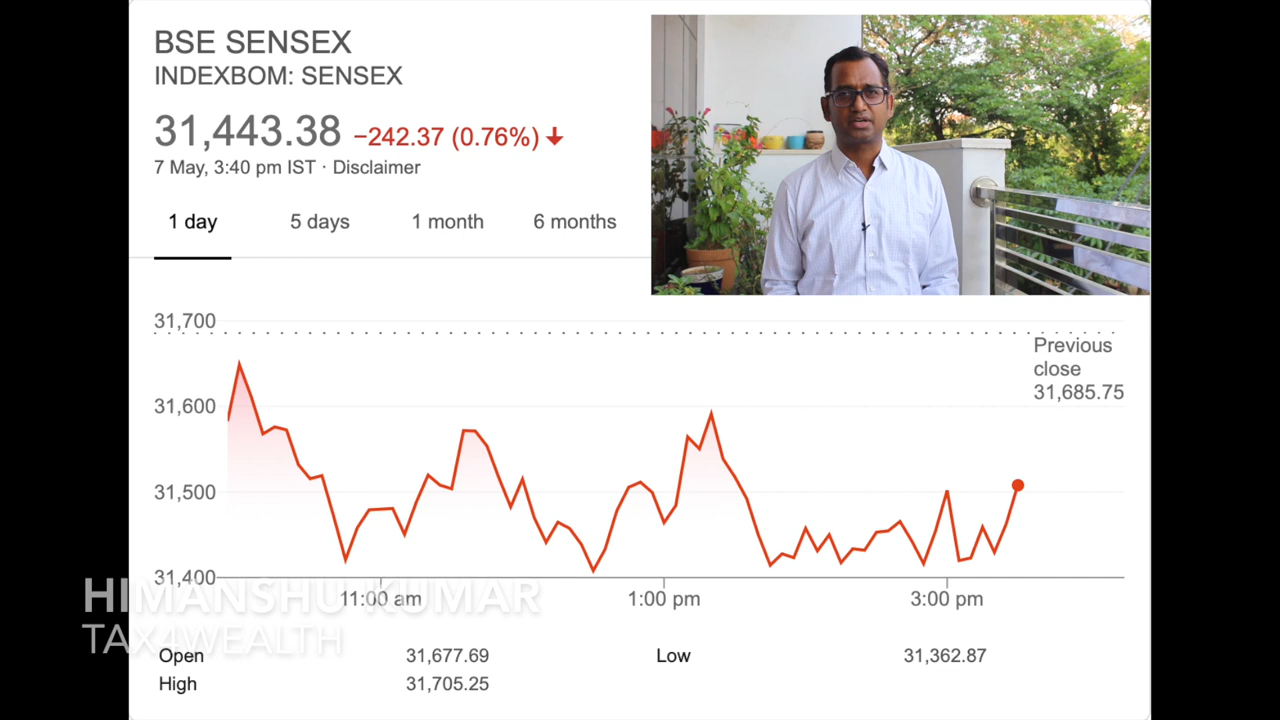 BSE SENSEX
INDEXBOM: SENSEX
31,443.38 −242.37 (0.76%)
7 May, 3:40 pm IST · Disclaimer
1 day 5 days 1 month 6 months
31,700
Previous
close
31,685.75
31,600
31,500
31,400
11:00 am 1:00 pm 3:00 pm
HIMANSHU KUMAR
TAX4WEALTH
Open 31,677.69 Low 31,362.87
High 31,705.25